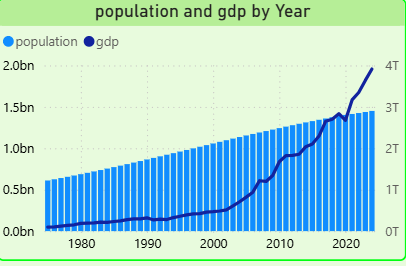 population and gdp by Year
population gdp
2.0bn 4T
1.5bn 3T
1.0bn 2T
0.5bn 1T
0.0bn 0T
1980 1990 2000 2010 2020